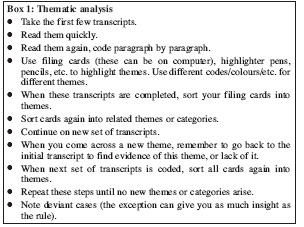 Box 1: Thematic analysis
● Take the first few transcripts.
● Read them quickly.
● Read them again, code paragraph by paragraph.
● Use filing cards (these can be on computer), highlighter pens,
pencils, etc. to highlight themes. Use different codes/colours/etc. for
different themes.
● When these transcripts are completed, sort your filing cards into
themes.
● Sort cards again into related themes or categories.
● Continue on new set of transcripts.
● When you come across a new theme, remember to go back to the
initial transcript to find evidence of this theme, or lack of it.
● When next set of transcripts is coded, sort all cards again into
themes.
● Repeat these steps until no new themes or categories arise.
● Note deviant cases (the exception can give you as much insight as
the rule).